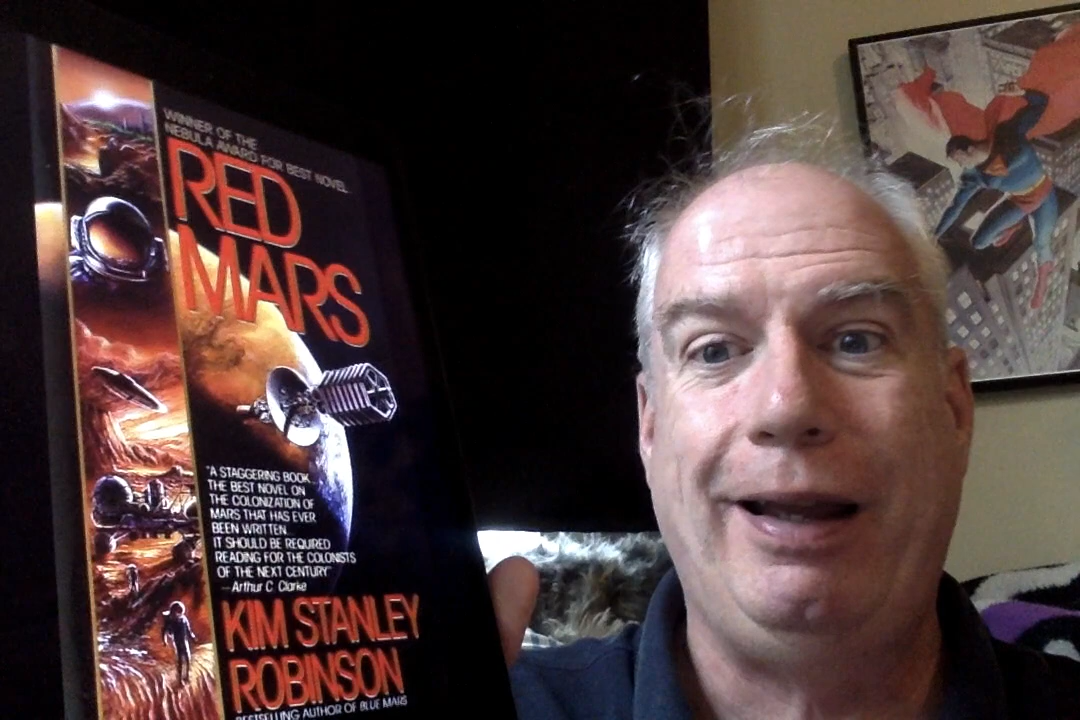 WINNER OF THE
NEBULA AWARD FOR BEST NOVEL
RED
MARS
"A STAGGERING BOOK.
THE BEST NOVEL ON
THE COLONIZATION OF
MARS THAT HAS EVER
BEEN WRITTEN.
IT SHOULD BE REQUIRED
READING FOR THE COLONISTS
OF THE NEXT CENTURY"
—Arthur C. Clarke
KIM STANLEY
ROBINSON
BESTSELLING AUTHOR OF BLUE MARS